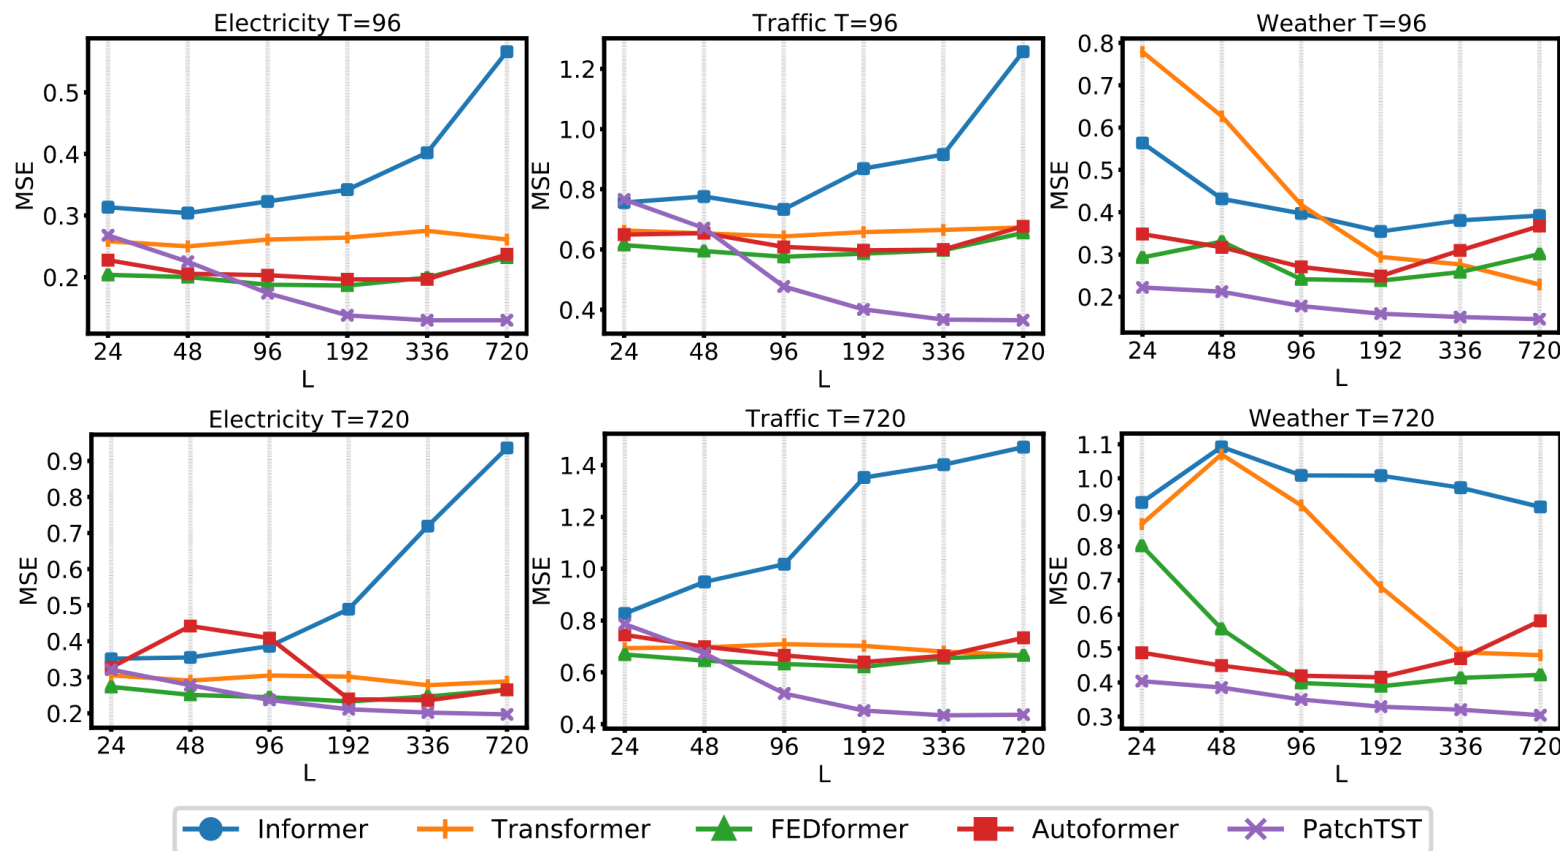 Electricity T=96
Traffic T=96
Weather T=96
MSE
0.5
0.4
0.3
0.2
24 48 96 192 336 720
L
MSE
1.2
1.0
0.8
0.6
0.4
24 48 96 192 336 720
L
MSE
0.8
0.7
0.6
0.5
0.4
0.3
0.2
24 48 96 192 336 720
L
Electricity T=720
Traffic T=720
Weather T=720
MSE
0.9
0.8
0.7
0.6
0.5
0.4
0.3
0.2
24 48 96 192 336 720
L
MSE
1.4
1.2
1.0
0.8
0.6
0.4
24 48 96 192 336 720
L
MSE
1.1
1.0
0.9
0.8
0.7
0.6
0.5
0.4
0.3
24 48 96 192 336 720
L
Informer Transformer FEDformer Autoformer PatchTST